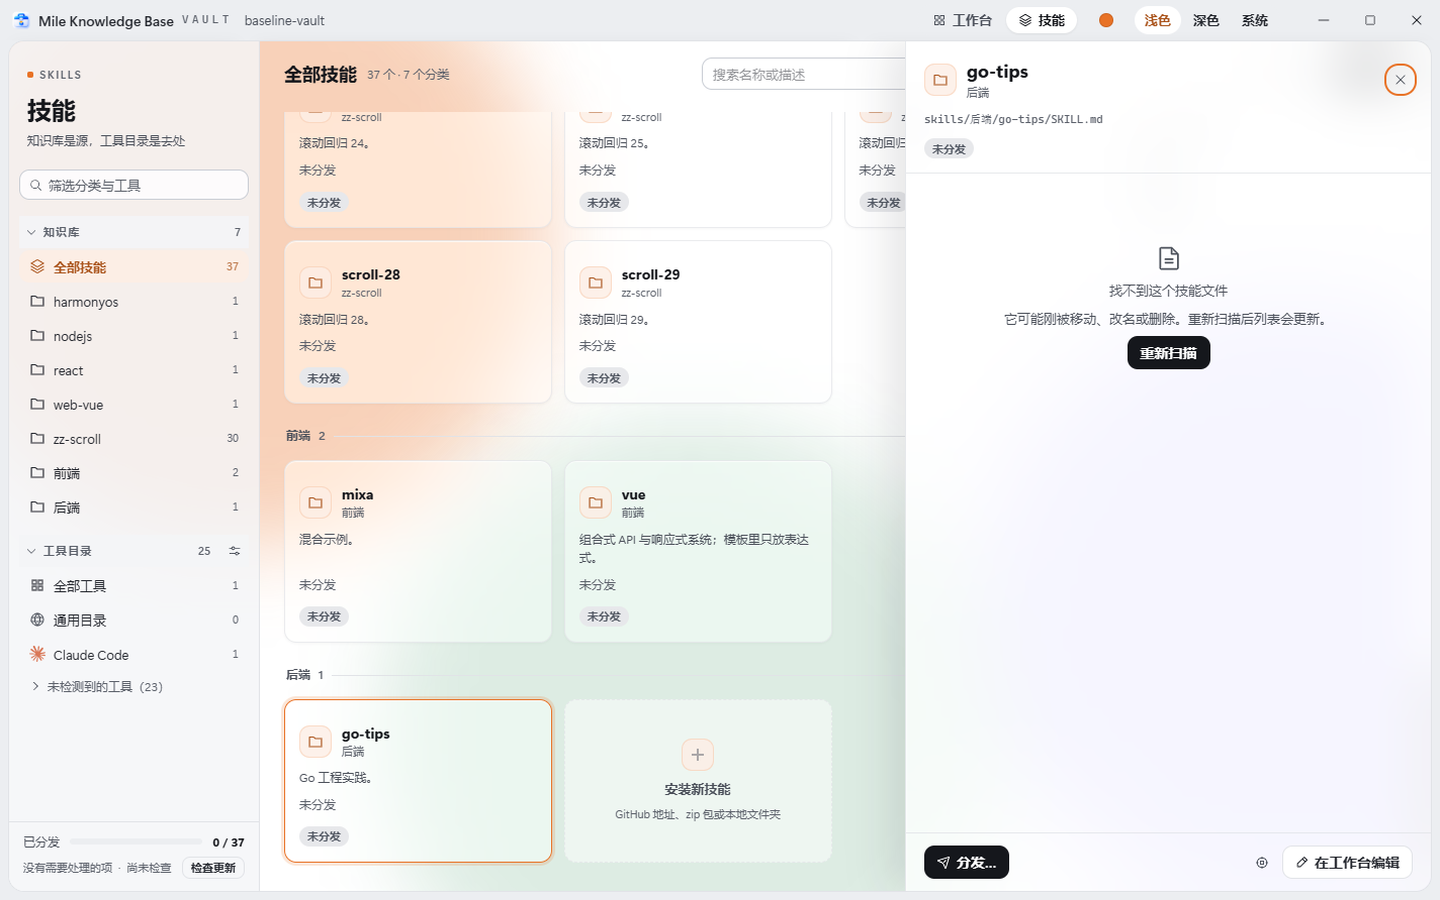 Mile Knowledge Base VAULT baseline-vault
工作台 技能 浅色 深色 系统
SKILLS
技能
知识库是源，工具目录是去处
筛选分类与工具
知识库 7
全部技能 37
harmonyos 1
nodejs 1
react 1
web-vue 1
zz-scroll 30
前端 2
后端 1
工具目录 25
全部工具 1
通用目录 0
Claude Code 1
未检测到的工具 (23)
已分发 0 / 37
没有需要处理的项 · 尚未检查 检查更新
全部技能 37 个 · 7 个分类
搜索名称或描述
zz-scroll
滚动回归 24。
未分发
未分发
zz-scroll
滚动回归 25。
未分发
未分发
滚动回归
未分发
未分发
scroll-28
zz-scroll
滚动回归 28。
未分发
未分发
scroll-29
zz-scroll
滚动回归 29。
未分发
未分发
前端 2
mixa
前端
混合示例。
未分发
未分发
vue
前端
组合式 API 与响应式系统；模板里只放表达
式。
未分发
未分发
后端 1
go-tips
后端
Go 工程实践。
未分发
未分发
安装新技能
GitHub 地址、zip 包或本地文件夹
go-tips
后端
skills/后端/go-tips/SKILL.md
未分发
找不到这个技能文件
它可能刚被移动、改名或删除。重新扫描后列表会更新。
重新扫描
分发...
在工作台编辑